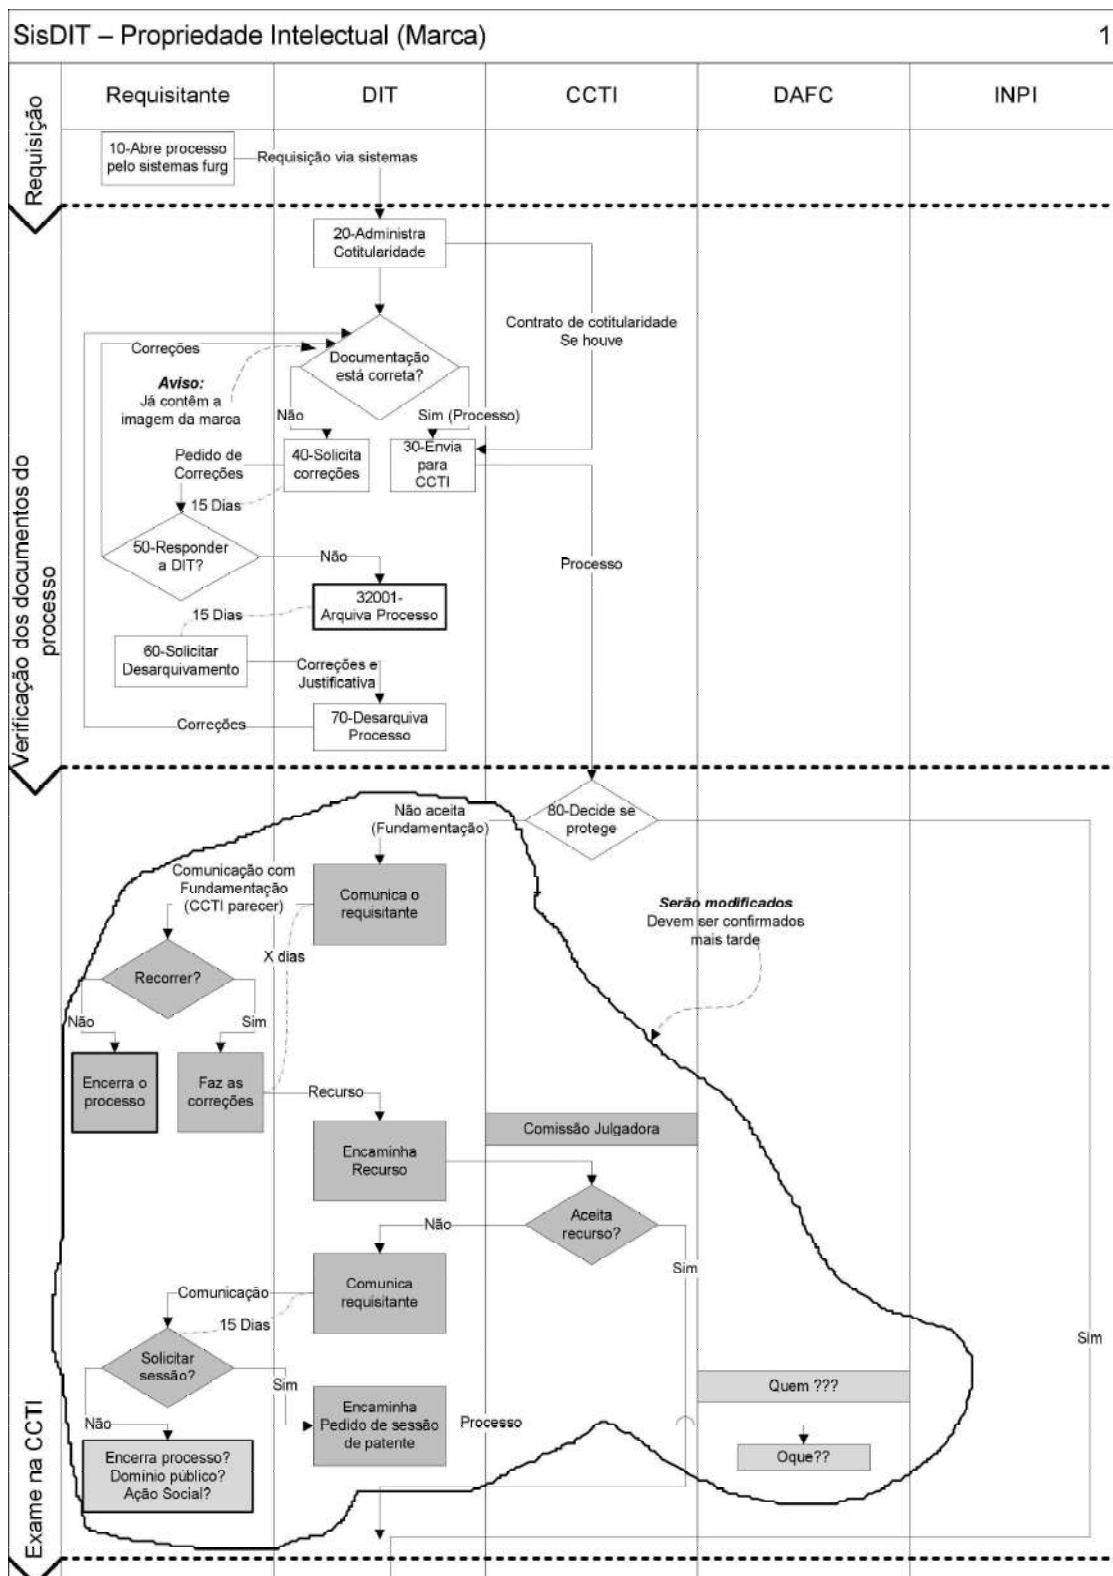 SisDIT – Propriedade Intelectual (Marca) 1
Requisitante DIT CCTI DAFC INPI
Requisição
10-Abre processo
pelo sistemas furg
Requisição via sistemas
Verificação dos documentos do
processo
20-Administra
Cotitularidade
Contrato de cotitularidade
Se houve
Correções
Documentação
está correta?
Aviso:
Já contêm a
imagem da marca
Não
Sim (Processo)
Pedido de
Correções
40-Solicita
correções
30-Envia
para
CCTI
15 Dias
50-Responder
a DIT?
Não
Processo
32001-
Arquiva Processo
15 Dias
60-Solicitar
Desarquivamento
Correções e
Justificativa
Correções
70-Desarquiva
Processo
Exame na CCTI
80-Decide se
protege
Não aceita
(Fundamentação)
Comunicação com
Fundamentação
(CCTI parecer)
Comunica o
requisitante
Serão modificados
Devem ser confirmados
mais tarde
X dias
Recorrer?
Não
Sim
Encerra o
processo
Faz as
correções
Recurso
Comissão Julgadora
Encaminha
Recurso
Aceita
recurso?
Não
Sim
Comunica
requisitante
Comunicação
15 Dias
Sim
Solicitar
sessão?
Sim
Quem ???
Não
Encaminha
Pedido de sessão
de patente
Processo
Encerra processo?
Domínio público?
Ação Social?
Oque??